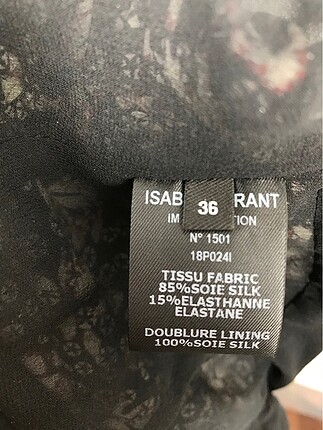 ISAB RANT
36
IM TION
N° 1501
18P024I
TISSU FABRIC
85%SOIE SILK
15%ELASTHANNE
ELASTANE
DOUBLURE LINING
100%SOIE SILK